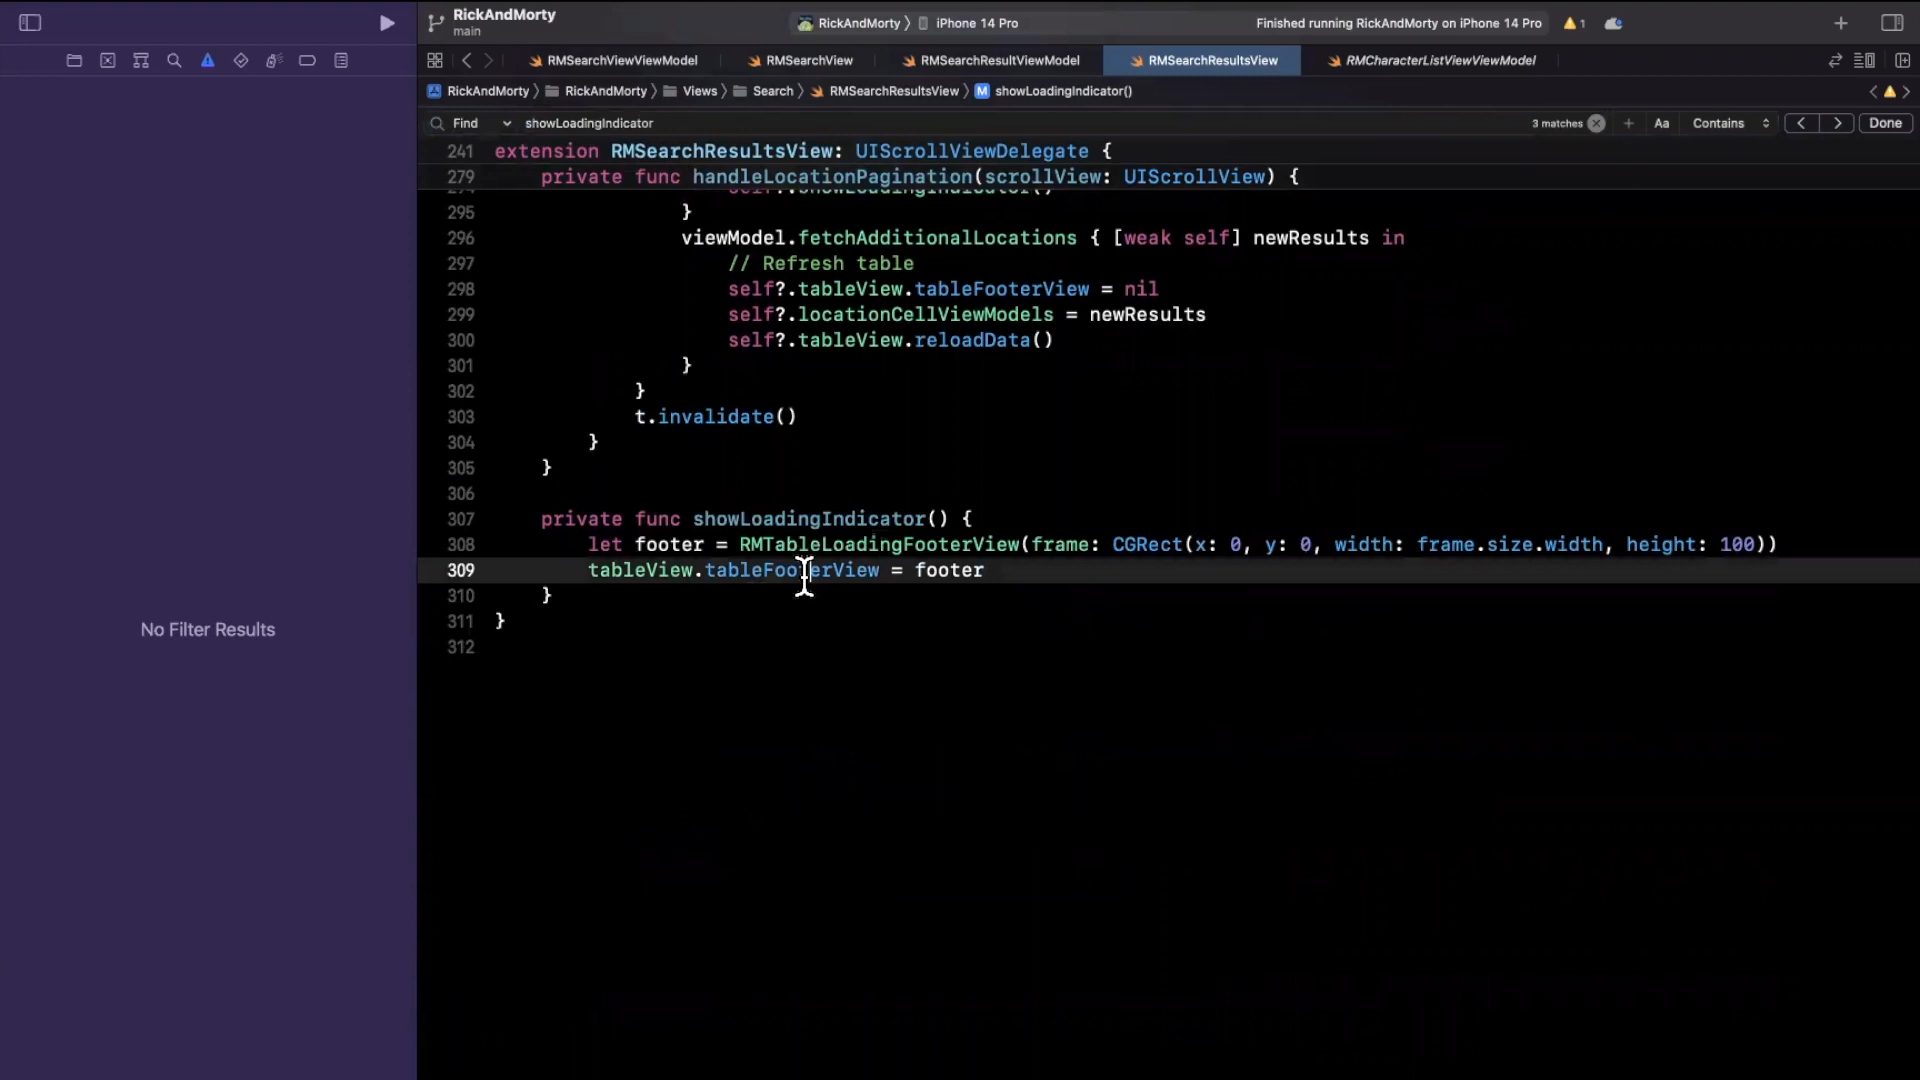 RickAndMorty
main
RickAndMorty
iPhone 14 Pro
Finished running RickAndMorty on iPhone 14 Pro
1
RMSearchViewViewModel
RMSearchView
RMSearchResultViewModel
RMSearchResultsView
RMCharacterListViewViewModel
RickAndMorty
RickAndMorty
Views
Search
RMSearchResultsView
M showLoadingIndicator()
Find
showLoadingIndicator
3 matches
Aa
Contains
Done
241 extension RMSearchResultsView: UIScrollViewDelegate {
279 private func handleLocationPagination(scrollView: UIScrollView) {
294 self?.showLoadingIndicator()
295 }
296 viewModel.fetchAdditionalLocations { [weak self] newResults in
297 // Refresh table
298 self?.tableView.tableFooterView = nil
299 self?.locationCellViewModels = newResults
300 self?.tableView.reloadData()
301 }
302 }
303 t.invalidate()
304 }
305 }
306
307 private func showLoadingIndicator() {
308 let footer = RMTableLoadingFooterView(frame: CGRect(x: 0, y: 0, width: frame.size.width, height: 100))
309 tableView.tableFooterView = footer
310 }
311 }
312
No Filter Results